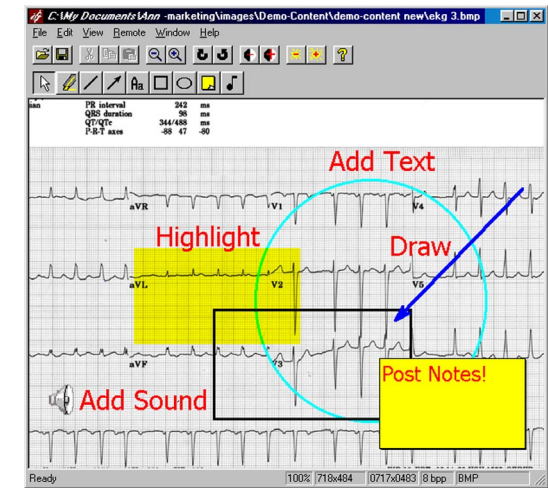 C:\My Documents\Ann -marketing\images\Demo-Content\demo-content new\ekg 3.bmp
File Edit View Remote Window Help
Aa
ian PR interval 242 ms
QRS duration 98 ms
QT/QTc 344/488 ms
P-R-T axes -88 47 -80
Add Text
aVR V1 V4
Highlight Draw
aVL V2 V5
aVF V3
Post Notes!
Add Sound
Ready 100% 718x484 0717x0483 8 bpp BMP